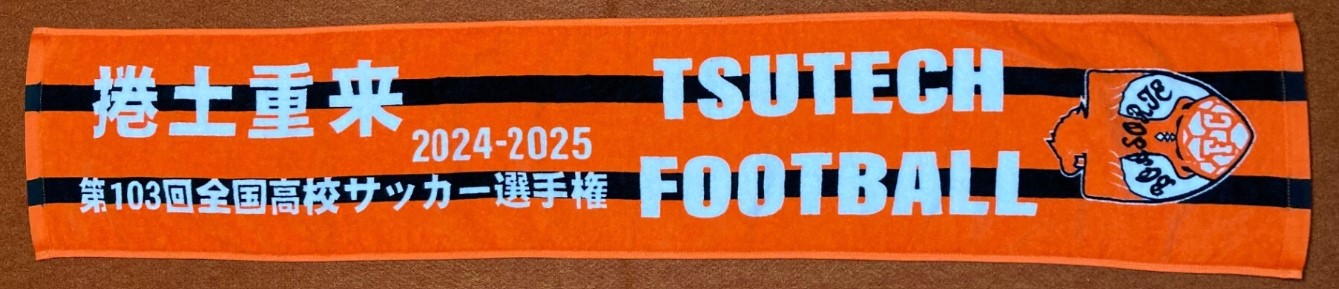 捲土重来
2024-2025
第103回全国高校サッカー選手権
TSUTECH
FOOTBALL